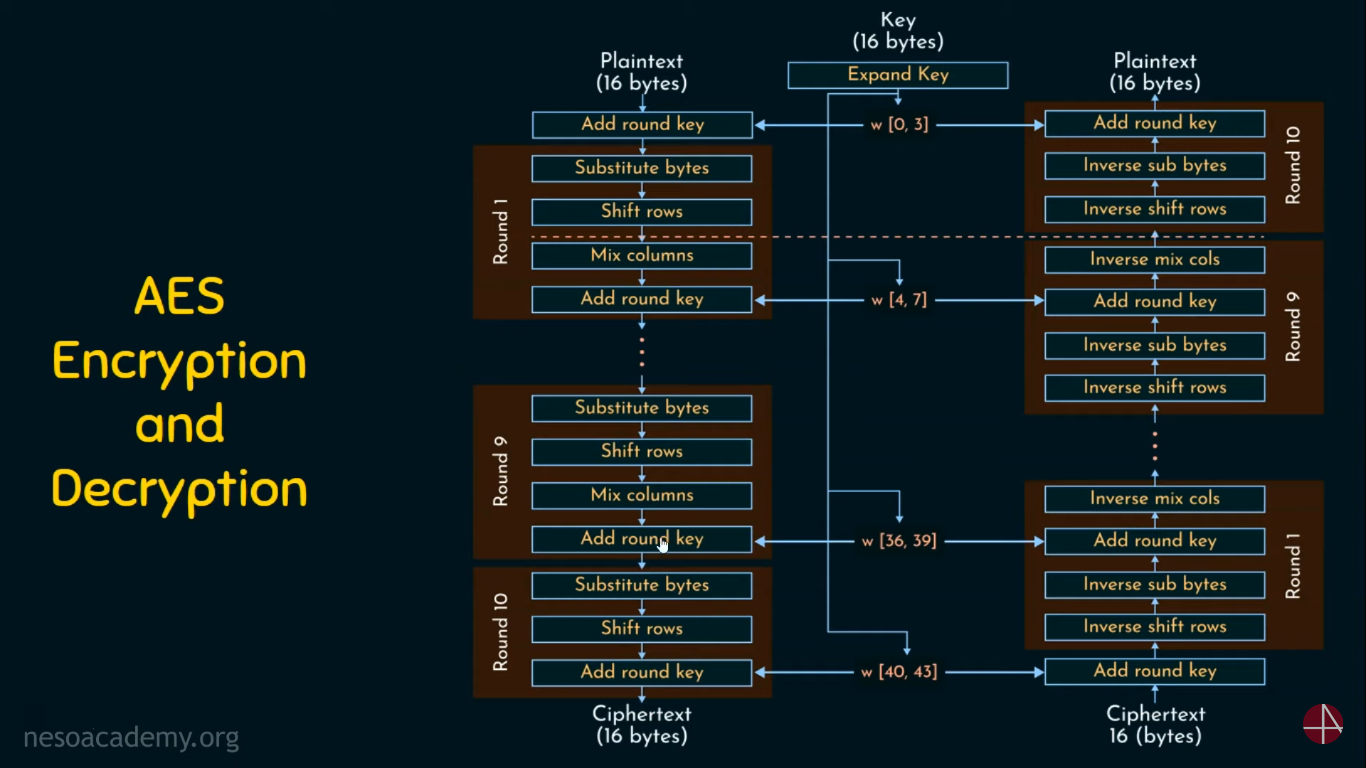 AES
Encryption
and
Decryption
Plaintext
(16 bytes)
Add round key
Round 1
Substitute bytes
Shift rows
Mix columns
Add round key
Round 9
Substitute bytes
Shift rows
Mix columns
Add round key
Round 10
Substitute bytes
Shift rows
Add round key
Ciphertext
(16 bytes)
Key
(16 bytes)
Expand Key
w [0, 3]
w [4, 7]
w [36, 39]
w [40, 43]
Plaintext
(16 bytes)
Add round key
Inverse sub bytes
Inverse shift rows
Round 10
Inverse mix cols
Add round key
Inverse sub bytes
Inverse shift rows
Round 9
Inverse mix cols
Add round key
Inverse sub bytes
Inverse shift rows
Round 1
Add round key
Ciphertext
16 (bytes)
nesoacademy.org